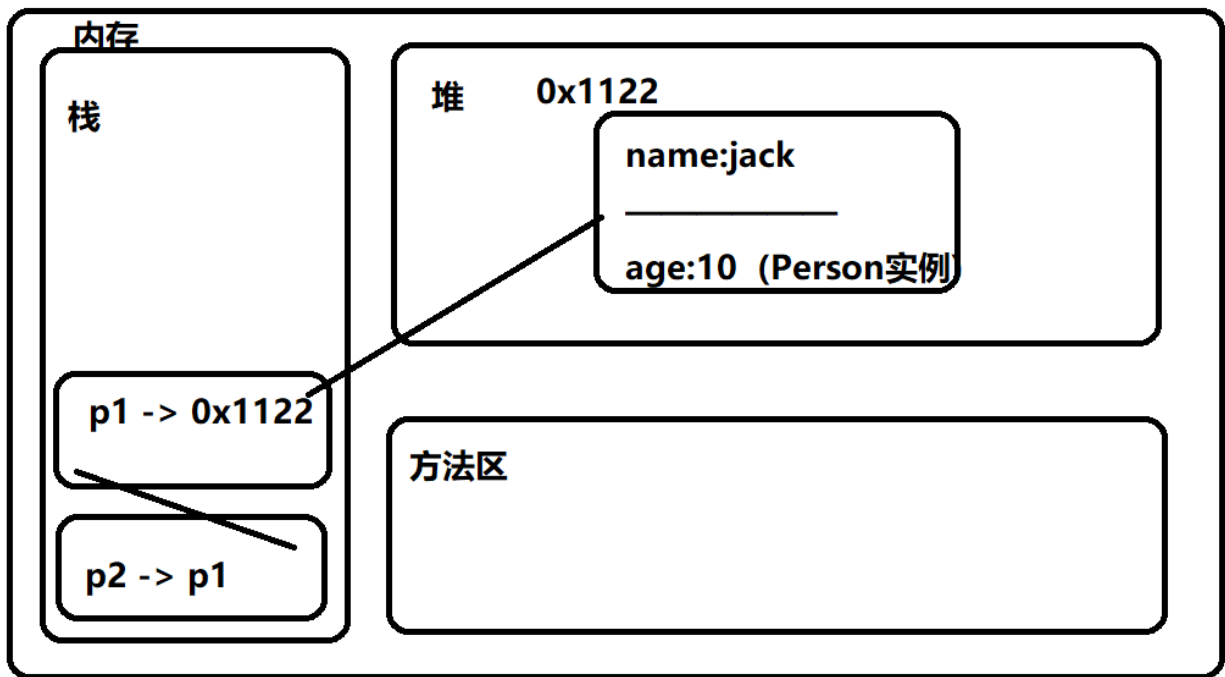 内存
栈
堆
0x1122
name:jack
age:10（Person实例）
p1 -> 0x1122
方法区
p2 -> p1